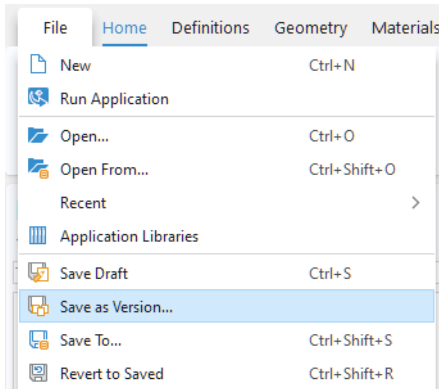 File Home Definitions Geometry Materials
New Ctrl+N
Run Application
Open... Ctrl+O
Open From... Ctrl+Shift+O
Recent
Application Libraries
Save Draft Ctrl+S
Save as Version...
Save To... Ctrl+Shift+S
Revert to Saved Ctrl+Shift+R